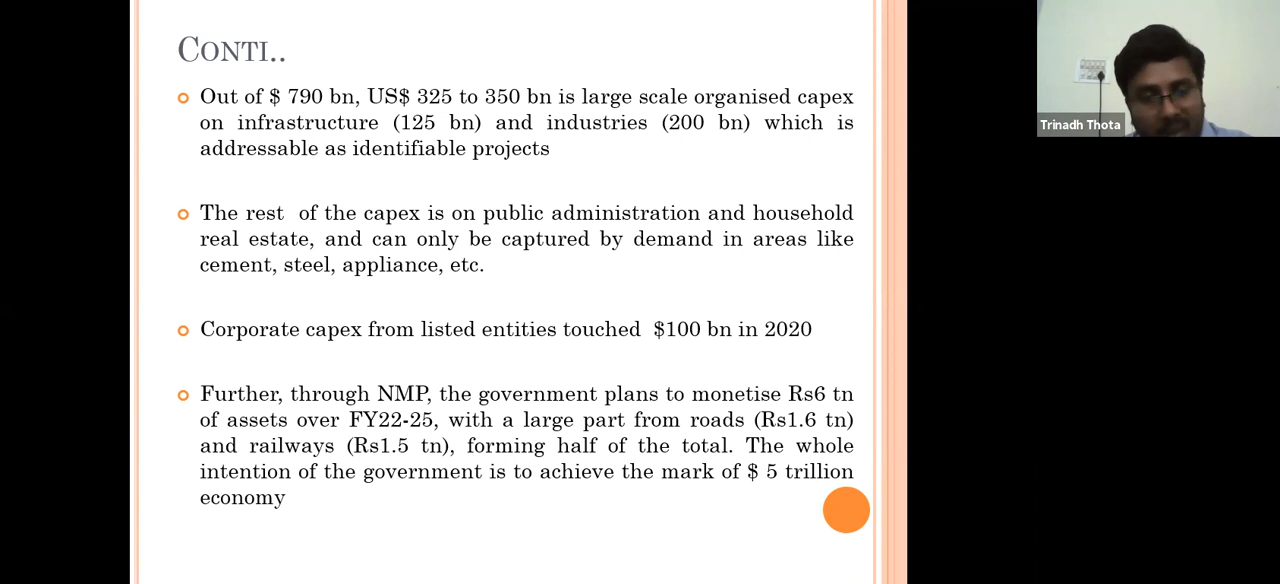 CONTI..
Out of $ 790 bn, US$ 325 to 350 bn is large scale organised capex
on infrastructure (125 bn) and industries (200 bn) which is
addressable as identifiable projects
The rest of the capex is on public administration and household
real estate, and can only be captured by demand in areas like
cement, steel, appliance, etc.
Corporate capex from listed entities touched $100 bn in 2020
Further, through NMP, the government plans to monetise Rs6 tn
of assets over FY22-25, with a large part from roads (Rs1.6 tn)
and railways (Rs1.5 tn), forming half of the total. The whole
intention of the government is to achieve the mark of $ 5 trillion
economy
Trinadh Thota